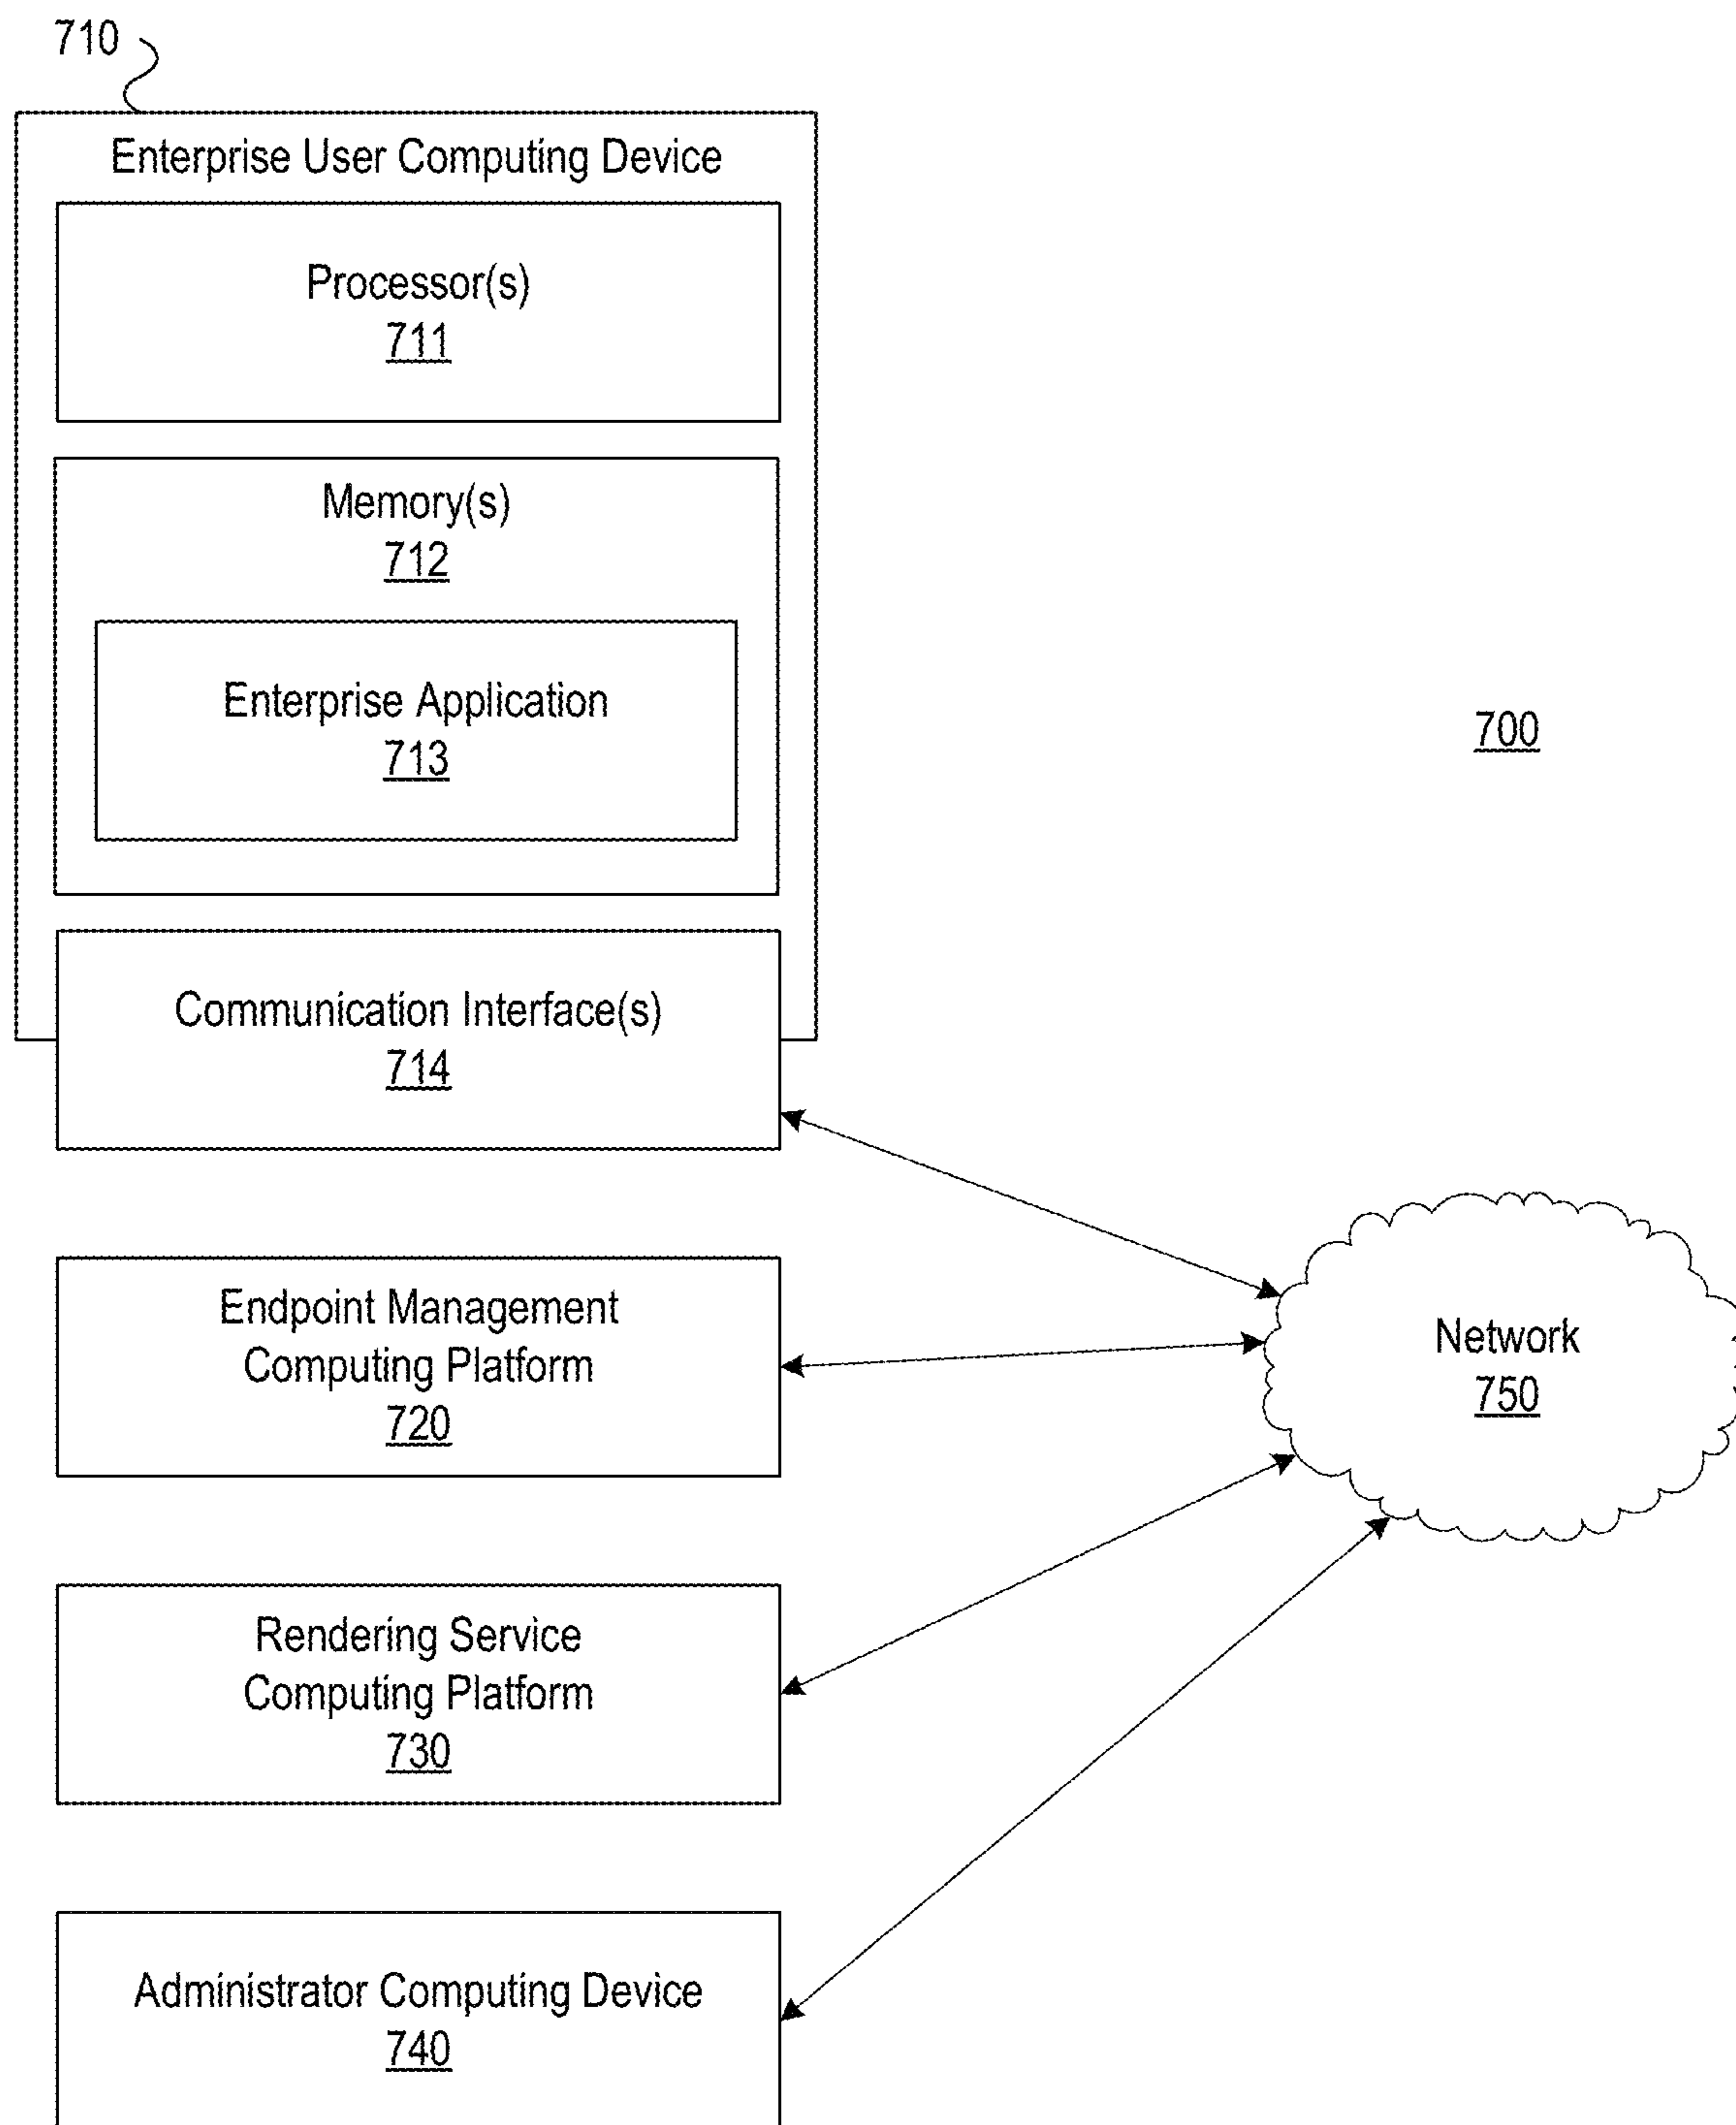 710
Enterprise User Computing Device
Processor(s)
711
Memory(s)
712
Enterprise Application
713
700
Communication Interface(s)
714
Endpoint Management
Computing Platform
720
Network
750
Rendering Service
Computing Platform
730
Administrator Computing Device
740